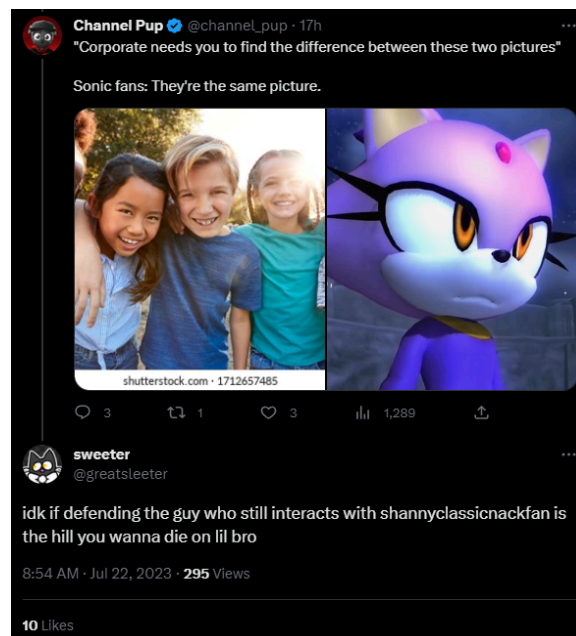 Channel Pup @channel_pup · 17h
"Corporate needs you to find the difference between these two pictures"
Sonic fans: They're the same picture.
shutterstock.com · 1712657485
3 1 3 1,289
sweeter
@greatsleeter
idk if defending the guy who still interacts with shannyclassicnackfan is
the hill you wanna die on lil bro
8:54 AM · Jul 22, 2023 · 295 Views
10 Likes